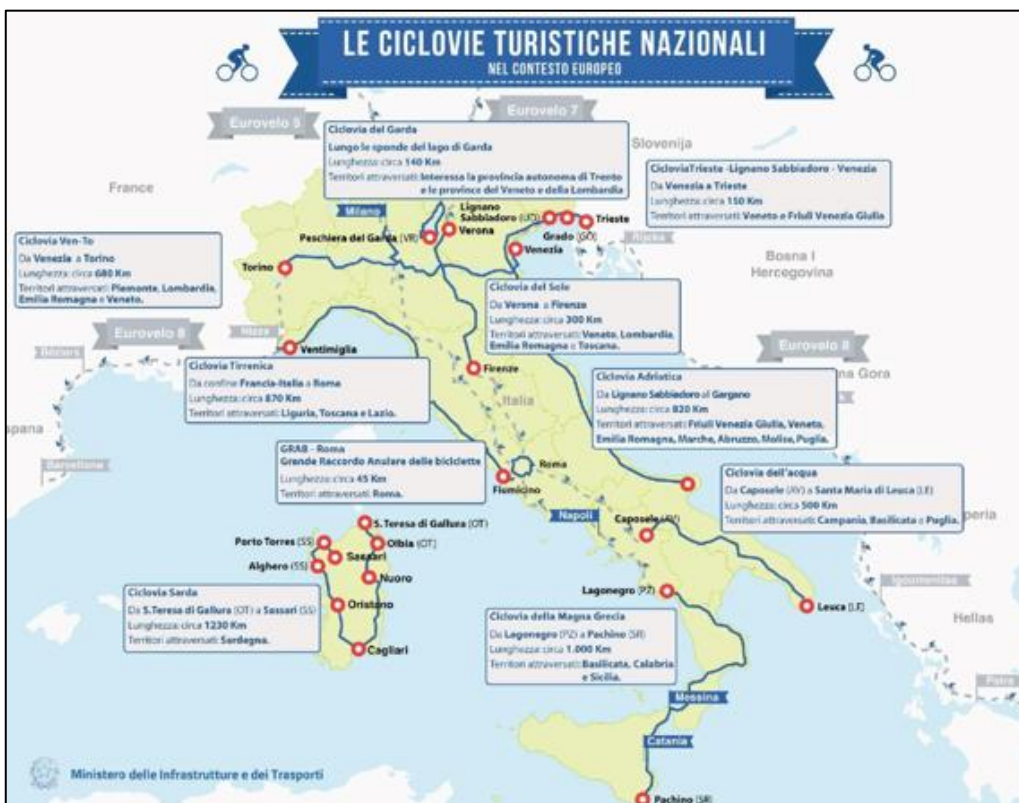 LE CICLOVIE TURISTICHE NAZIONALI
NEL CONTESTO EUROPEO
Eurovelo 5
Eurovelo 7
Slovenija
France
Ciclovia del Garda
Lungo le sponde del lago di Garda
Lunghezza: circa 140 Km
Territori attraversati: Interessa la provincia autonoma di Trento
e le province del Veneto e della Lombardia
CicloviaTrieste -Lignano Sabbiadoro - Venezia
Da Venezia a Trieste
Lunghezza: circa 150 Km
Territori attraversati: Veneto e Friuli Venezia Giulia
Milano
Lignano
Sabbiadoro (UD)
Trieste
Peschiera del Garda (VR)
Verona
Grado (GO)
Rijeka
Venezia
Bosna I
Hercegovina
Ciclovia Ven-To
Da Venezia a Torino
Lunghezza: circa 680 Km
Territori attraversati: Piemonte, Lombardia,
Emilia Romagna e Veneto.
Torino
Ciclovia del Sole
Da Verona a Firenze
Lunghezza: circa 300 Km
Territori attraversati: Veneto, Lombardia,
Emilia Romagna e Toscana.
Eurovelo 8
Nizza
Béziers
Ventimiglia
Eurovelo 8
na Gora
Ciclovia Tirrenica
Da confine Francia-Italia a Roma
Lunghezza: circa 870 Km
Territori attraversati: Liguria, Toscana e Lazio.
Firenze
Italia
Ciclovia Adriatica
Da Lignano Sabbiadoro al Gargano
Lunghezza: circa 820 Km
Territori attraversati: Friuli Venezia Giulia, Veneto,
Emilia Romagna, Marche, Abruzzo, Molise, Puglia.
spana
Barcellona
GRAB - Roma
Grande Raccordo Anulare delle biciclette
Lunghezza: circa 45 Km
Territori attraversati: Roma.
Roma
Fiumicino
Ciclovia dell'acqua
Da Caposele (AV) a Santa Maria di Leuca (LE)
Lunghezza: circa 500 Km
Territori attraversati: Campania, Basilicata e Puglia.
Napoli
Caposele (AV)
peria
S. Teresa di Gallura (OT)
Porto Torres (SS)
Olbia (OT)
Sassari
Alghero (SS)
Nuoro
Igoumenitas
Ciclovia Sarda
Da S.Teresa di Gallura (OT) a Sassari (SS)
Lunghezza: circa 1230 Km
Territori attraversati: Sardegna.
Oristano
Cagliari
Lagonegro (PZ)
Leuca (LE)
Hellas
Ciclovia della Magna Grecia
Da Lagonegro (PZ) a Pachino (SR)
Lunghezza: circa 1.000 Km
Territori attraversati: Basilicata, Calabria
e Sicilia.
Patra
Messina
Catania
Ministero delle Infrastrutture e dei Trasporti
Pachino (SR)